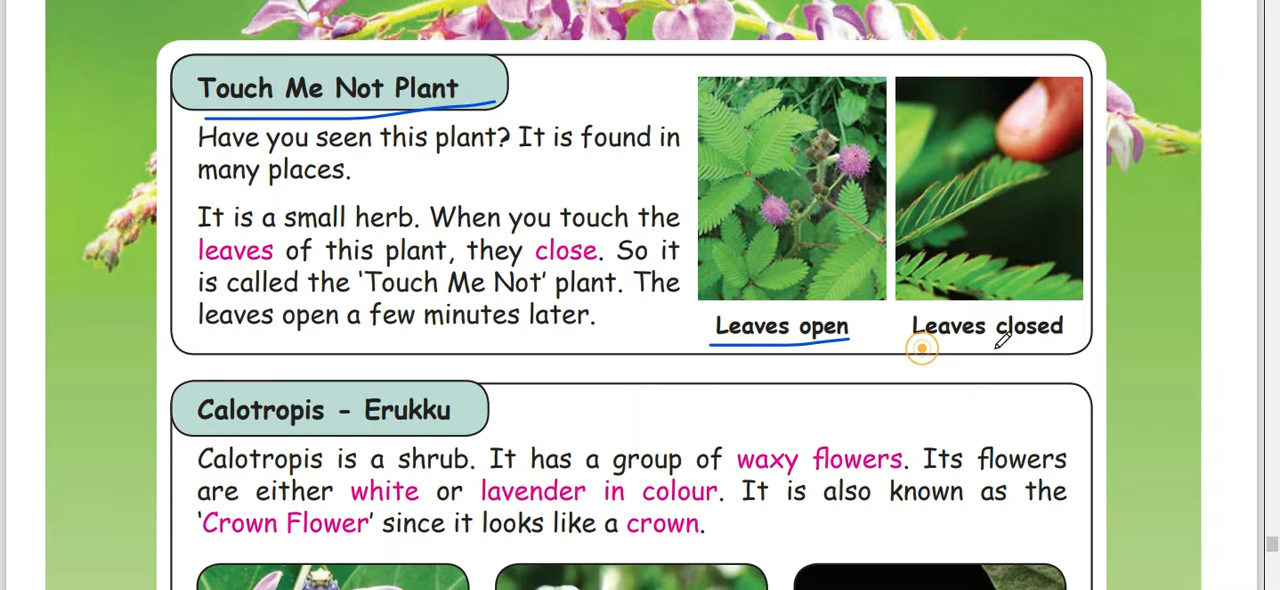 Touch Me Not Plant
Have you seen this plant? It is found in
many places.
It is a small herb. When you touch the
leaves of this plant, they close. So it
is called the ‘Touch Me Not’ plant. The
leaves open a few minutes later.
Leaves open
Leaves closed
Calotropis - Erukku
Calotropis is a shrub. It has a group of waxy flowers. Its flowers
are either white or lavender in colour. It is also known as the
‘Crown Flower’ since it looks like a crown.